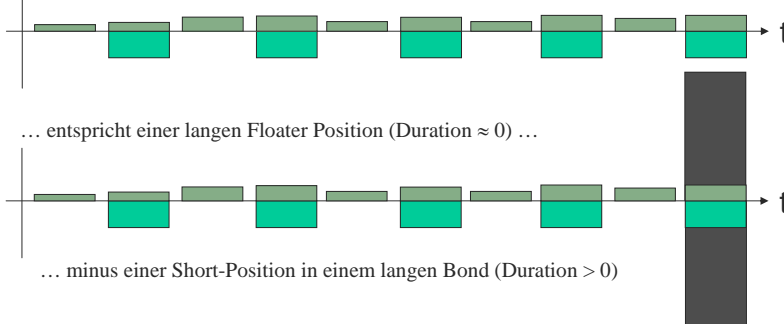 t
… entspricht einer langen Floater Position (Duration ≈ 0) …
t
… minus einer Short-Position in einem langen Bond (Duration > 0)